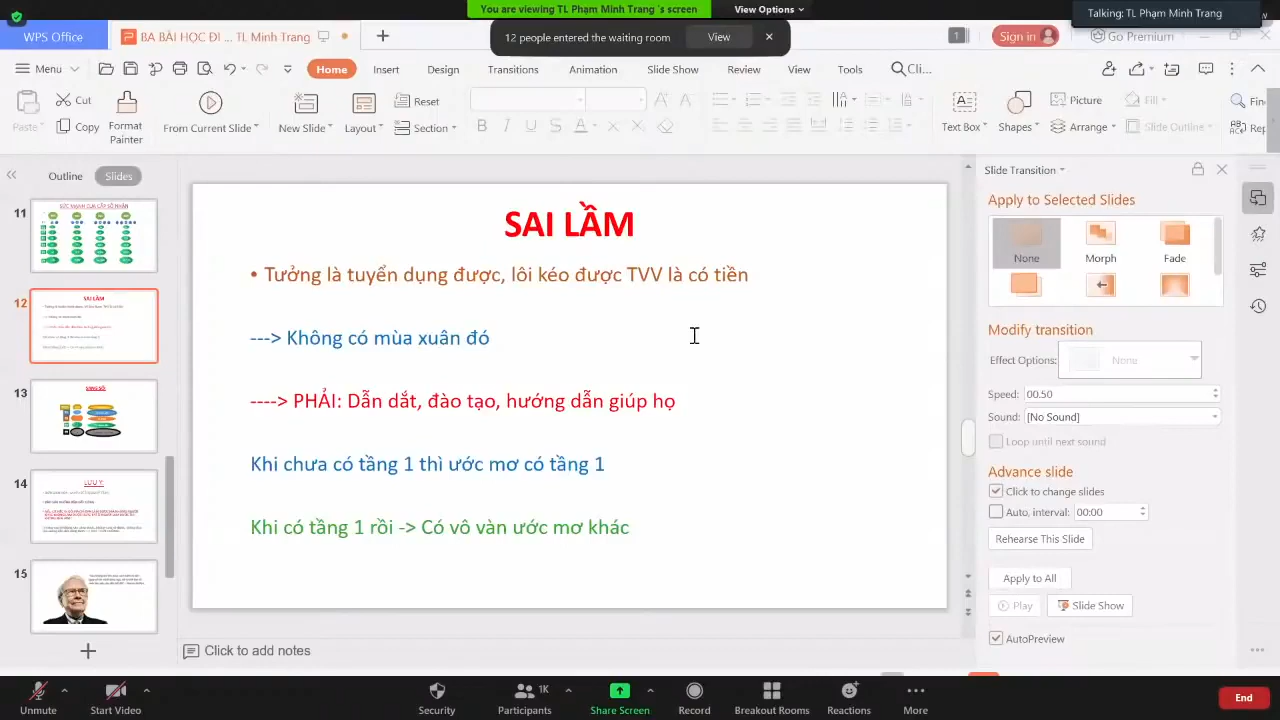 You are viewing TL Phạm Minh Trang 's screen
View Options
Talking: TL Phạm Minh Trang
WPS Office
BA BÀI HỌC ĐI ... TL Minh Trang
12 people entered the waiting room
View
1
Sign in
Go Premium
Menu
Home
Insert
Design
Transitions
Animation
Slide Show
Review
View
Tools
Cli...
Paste
Cut
Copy
Format Painter
From Current Slide
New Slide
Layout
Reset
Section
B I U S A
Text Box
Shapes
Picture
Arrange
Fill
Slide Outline
Outline
Slides
11
12
13
14
15
SAI LẦM
• Tưởng là tuyển dụng được, lôi kéo được TVV là có tiền
---> Không có mùa xuân đó
----> PHẢI: Dẫn dắt, đào tạo, hướng dẫn giúp họ
Khi chưa có tầng 1 thì ước mơ có tầng 1
Khi có tầng 1 rồi -> Có vô vàn ước mơ khác
Click to add notes
Slide Transition
Apply to Selected Slides
None
Morph
Fade
Modify transition
Effect Options:
None
Speed: 00.50
Sound: [No Sound]
Loop until next sound
Advance slide
Click to change slides
Auto, interval: 00:00
Rehearse This Slide
Apply to All
Play
Slide Show
AutoPreview
Unmute
Start Video
Security
Participants
1K
Share Screen
Record
Breakout Rooms
Reactions
More
End